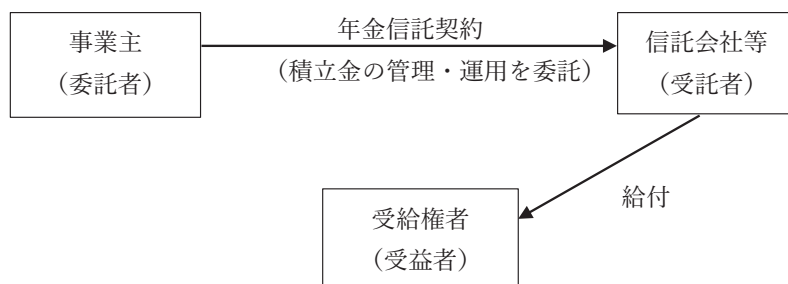 事業主
（委託者）
年金信託契約
（積立金の管理・運用を委託）
信託会社等
（受託者）
給付
受給権者
（受益者）